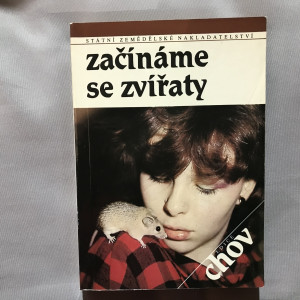 STÁTNÍ ZEMĚDĚLSKÉ NAKLADATELSTVÍ
začínáme
se zvířaty
chov